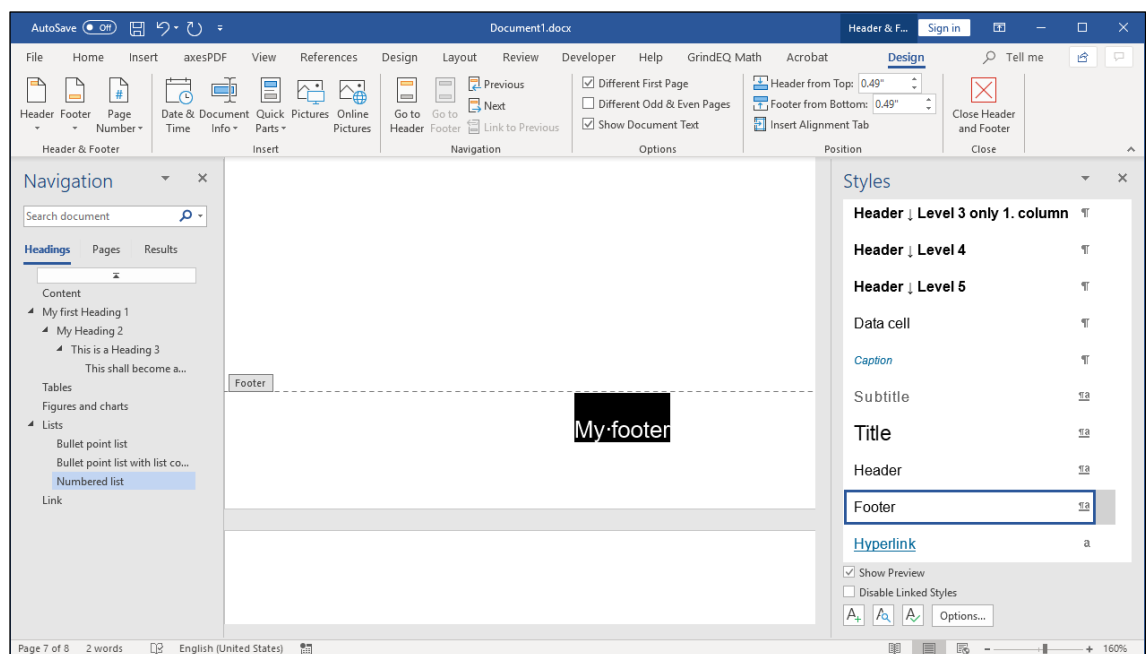 AutoSave Off Document1.docx Header & F... Sign in
File Home Insert axesPDF View References Design Layout Review Developer Help GrindEQ Math Acrobat Design Tell me
Header Footer Page Number
Header & Footer
Date & Time Document Info Quick Parts Pictures Online Pictures
Insert
Go to Header Go to Footer Previous Next Link to Previous
Navigation
Different First Page
Different Odd & Even Pages
Show Document Text
Options
Header from Top: 0.49"
Footer from Bottom: 0.49"
Insert Alignment Tab
Position
Close Header and Footer
Close
Navigation
Search document
Headings Pages Results
Content
My first Heading 1
My Heading 2
This is a Heading 3
This shall become a...
Tables
Figures and charts
Lists
Bullet point list
Bullet point list with list co...
Numbered list
Link
Footer
My·footer
Styles
Header ↓ Level 3 only 1. column ¶
Header ↓ Level 4 ¶
Header ↓ Level 5 ¶
Data cell ¶
Caption ¶
Subtitle ¶a
Title ¶a
Header ¶a
Footer ¶a
Hyperlink a
Show Preview
Disable Linked Styles
Options...
Page 7 of 8 2 words English (United States) 160%